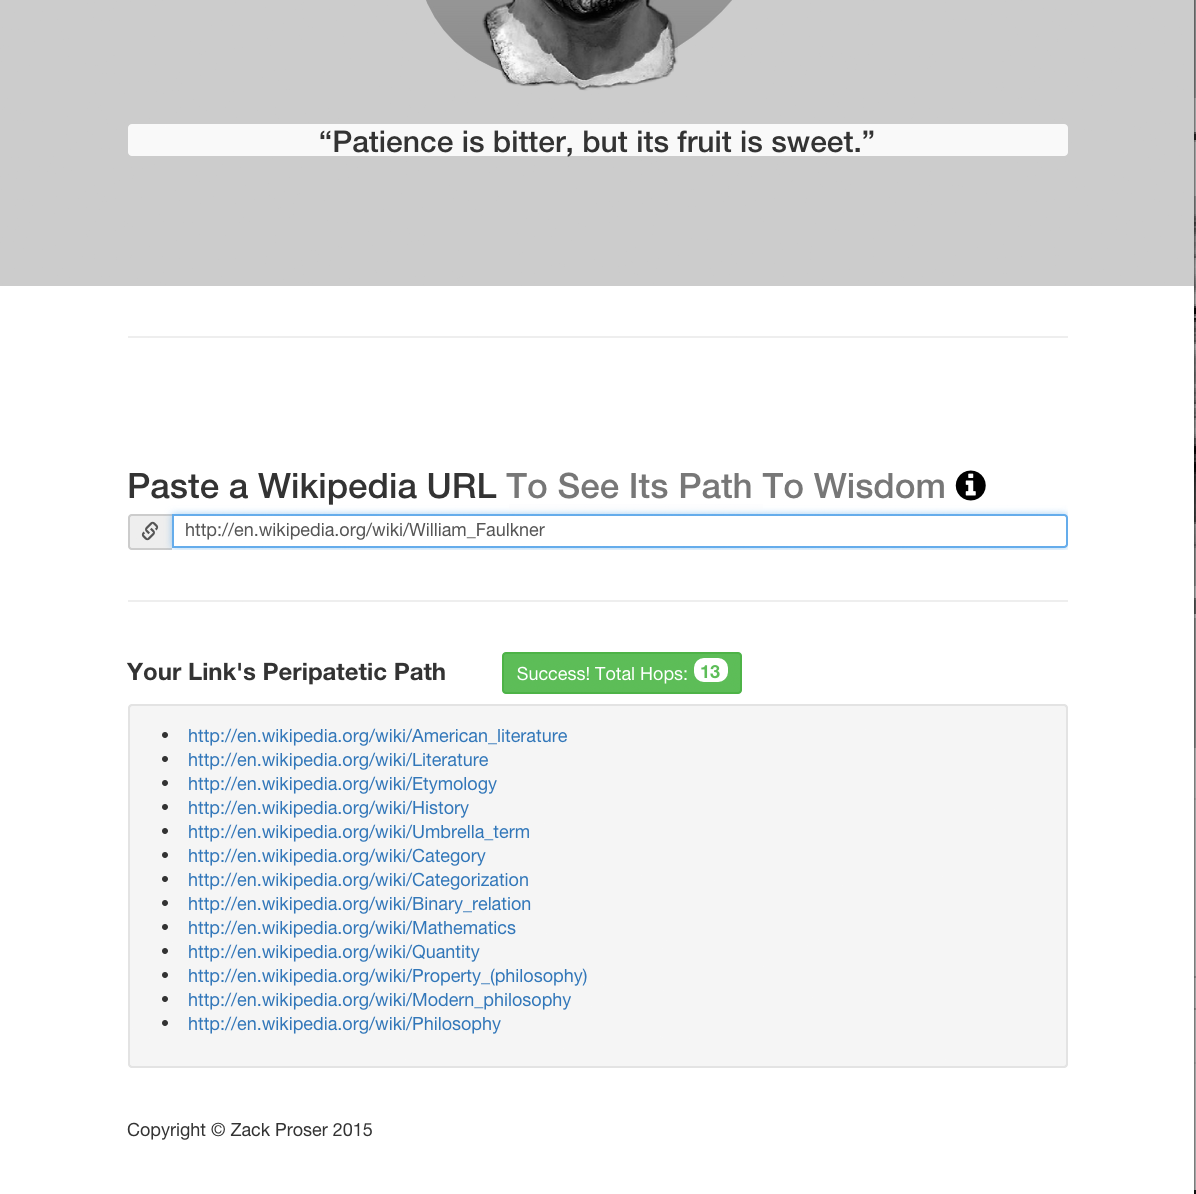 “Patience is bitter, but its fruit is sweet.”
Paste a Wikipedia URL To See Its Path To Wisdom
http://en.wikipedia.org/wiki/William_Faulkner
Your Link's Peripatetic Path
Success! Total Hops: 13
http://en.wikipedia.org/wiki/American_literature
http://en.wikipedia.org/wiki/Literature
http://en.wikipedia.org/wiki/Etymology
http://en.wikipedia.org/wiki/History
http://en.wikipedia.org/wiki/Umbrella_term
http://en.wikipedia.org/wiki/Category
http://en.wikipedia.org/wiki/Categorization
http://en.wikipedia.org/wiki/Binary_relation
http://en.wikipedia.org/wiki/Mathematics
http://en.wikipedia.org/wiki/Quantity
http://en.wikipedia.org/wiki/Property_(philosophy)
http://en.wikipedia.org/wiki/Modern_philosophy
http://en.wikipedia.org/wiki/Philosophy
Copyright © Zack Proser 2015